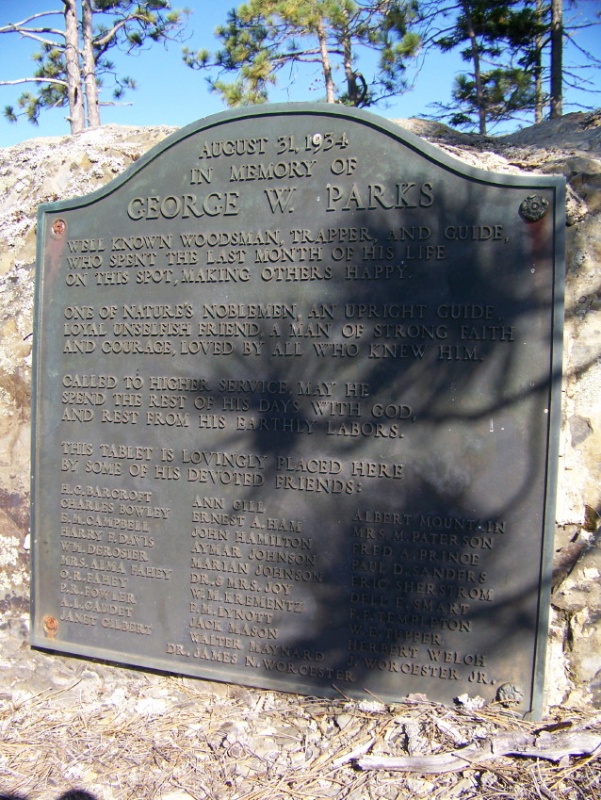 AUGUST 31, 1934
IN MEMORY OF
GEORGE W. PARKS
WELL KNOWN WOODSMAN, TRAPPER, AND GUIDE,
WHO SPENT THE LAST MONTH OF HIS LIFE
ON THIS SPOT, MAKING OTHERS HAPPY.
ONE OF NATURE'S NOBLEMEN, AN UPRIGHT GUIDE,
LOYAL UNSELFISH FRIEND, A MAN OF STRONG FAITH
AND COURAGE, LOVED BY ALL WHO KNEW HIM.
CALLED TO HIGHER SERVICE, MAY HE
SPEND THE REST OF HIS DAYS WITH GOD,
AND REST FROM HIS EARTHLY LABORS.
THIS TABLET IS LOVINGLY PLACED HERE
BY SOME OF HIS DEVOTED FRIENDS:
H.G. BARCROFT
CHARLES BOWLEY
E.A. CAMPBELL
HARRY F. DAVIS
WM. DEROSIER
MRS. ALMA FAHEY
O.R. FAHEY
P.R. FOWLER
A.L. GAUDET
JANET GILBERT
ANN GILL
ERNEST A. HAM
JOHN HAMILTON
AYMAR JOHNSON
MARIAN JOHNSON
DR. & MRS. JOY
W.M. KREMENTZ
F.M. LYNOTT
JACK MASON
WALTER MAYNARD
DR. JAMES N. WORCESTER
ALBERT MOUNTAIN
MRS. M. PATERSON
FRED A. PRINCE
PAUL D. SANDERS
ERIC SHERSTROM
DELL E. SMART
TEMPLETON
W.E. TUPPER
HERBERT WELCH
J. WORCESTER JR.